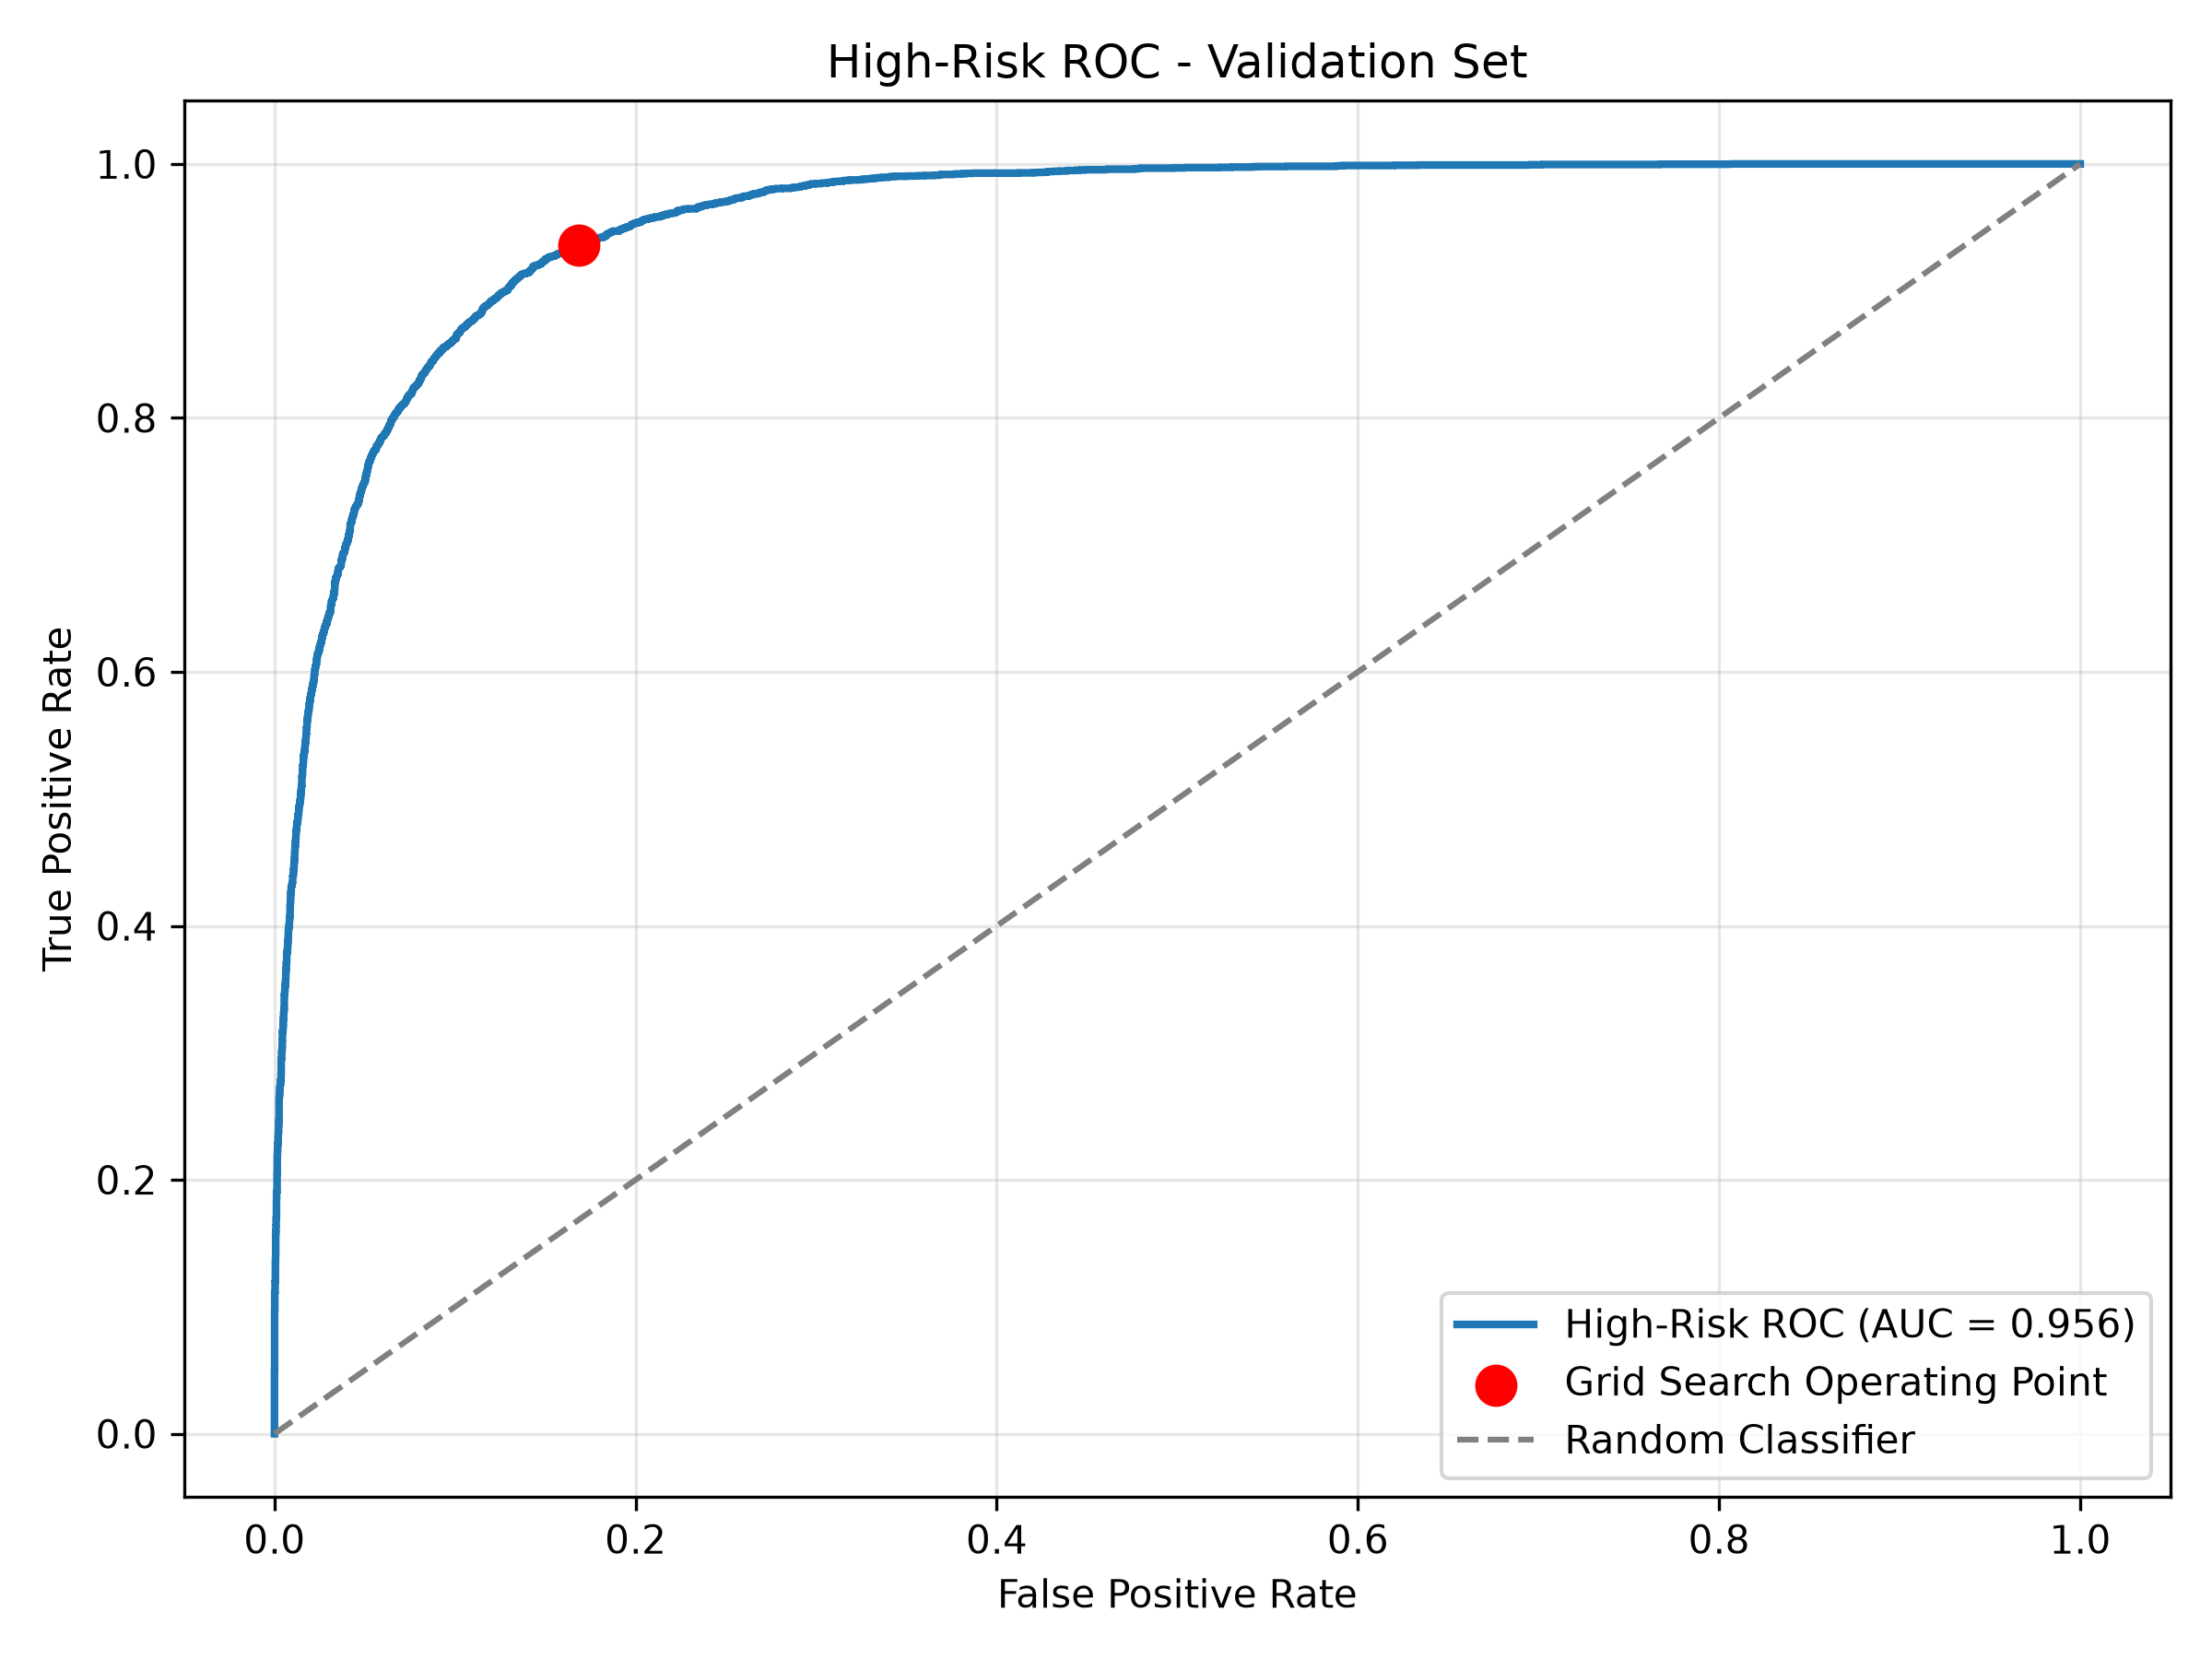 High-Risk ROC - Validation Set
True Positive Rate
1.0
0.8
0.6
0.4
0.2
0.0
0.0 0.2 0.4 0.6 0.8 1.0
False Positive Rate
High-Risk ROC (AUC = 0.956)
Grid Search Operating Point
Random Classifier